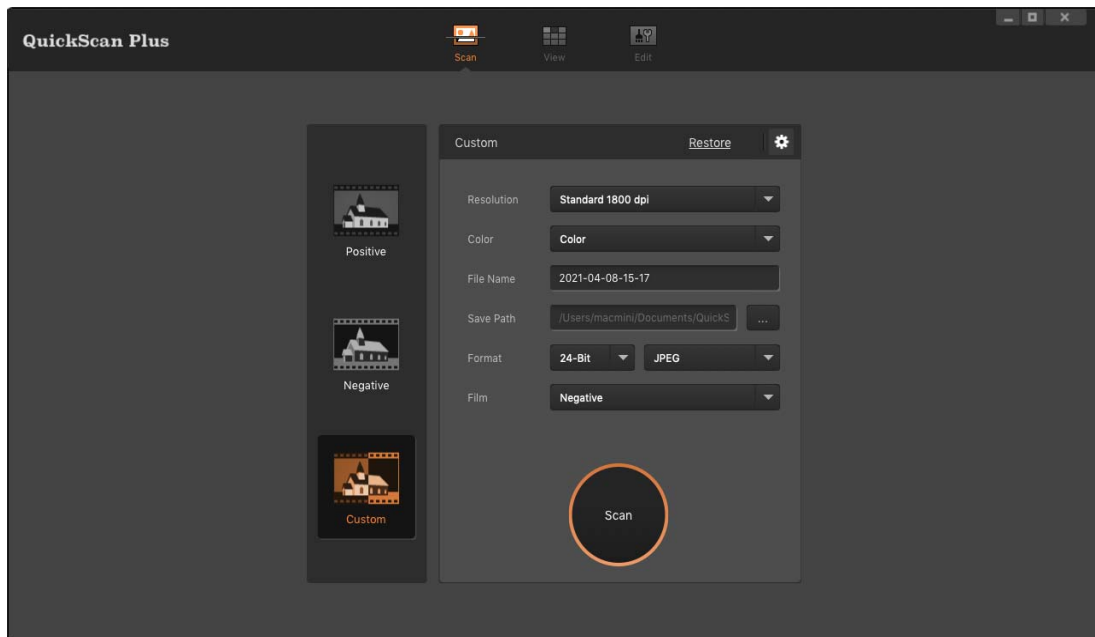 QuickScan Plus
Scan
View
Edit
Positive
Negative
Custom
Custom Restore
Resolution Standard 1800 dpi
Color Color
File Name 2021-04-08-15-17
Save Path /Users/macmini/Documents/QuickS ...
Format 24-Bit JPEG
Film Negative
Scan